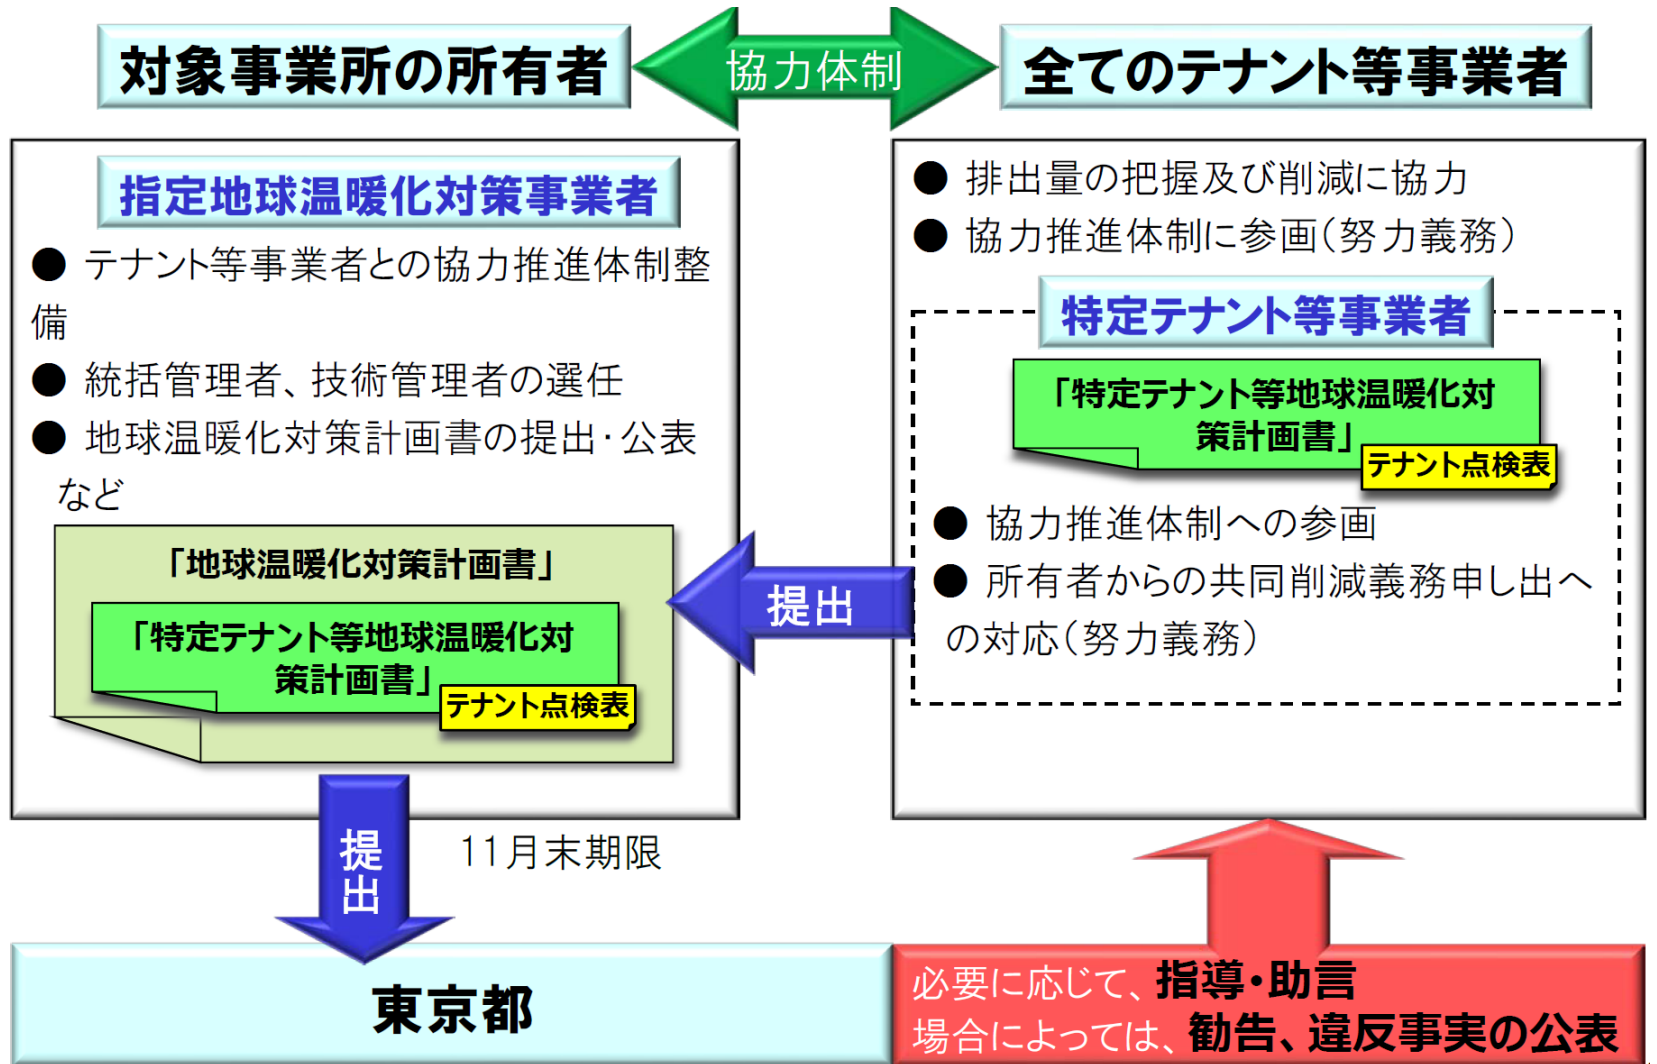 対象事業所の所有者
協力体制
全てのテナント等事業者
指定地球温暖化対策事業者
● テナント等事業者との協力推進体制整
備
● 統括管理者、技術管理者の選任
● 地球温暖化対策計画書の提出・公表
など
「地球温暖化対策計画書」
「特定テナント等地球温暖化対
策計画書」
テナント点検表
提出
11月末期限
東京都
● 排出量の把握及び削減に協力
● 協力推進体制に参画（努力義務）
特定テナント等事業者
「特定テナント等地球温暖化対
策計画書」
テナント点検表
● 協力推進体制への参画
● 所有者からの共同削減義務申し出へ
の対応（努力義務）
提出
必要に応じて、指導・助言
場合によっては、勧告、違反事実の公表